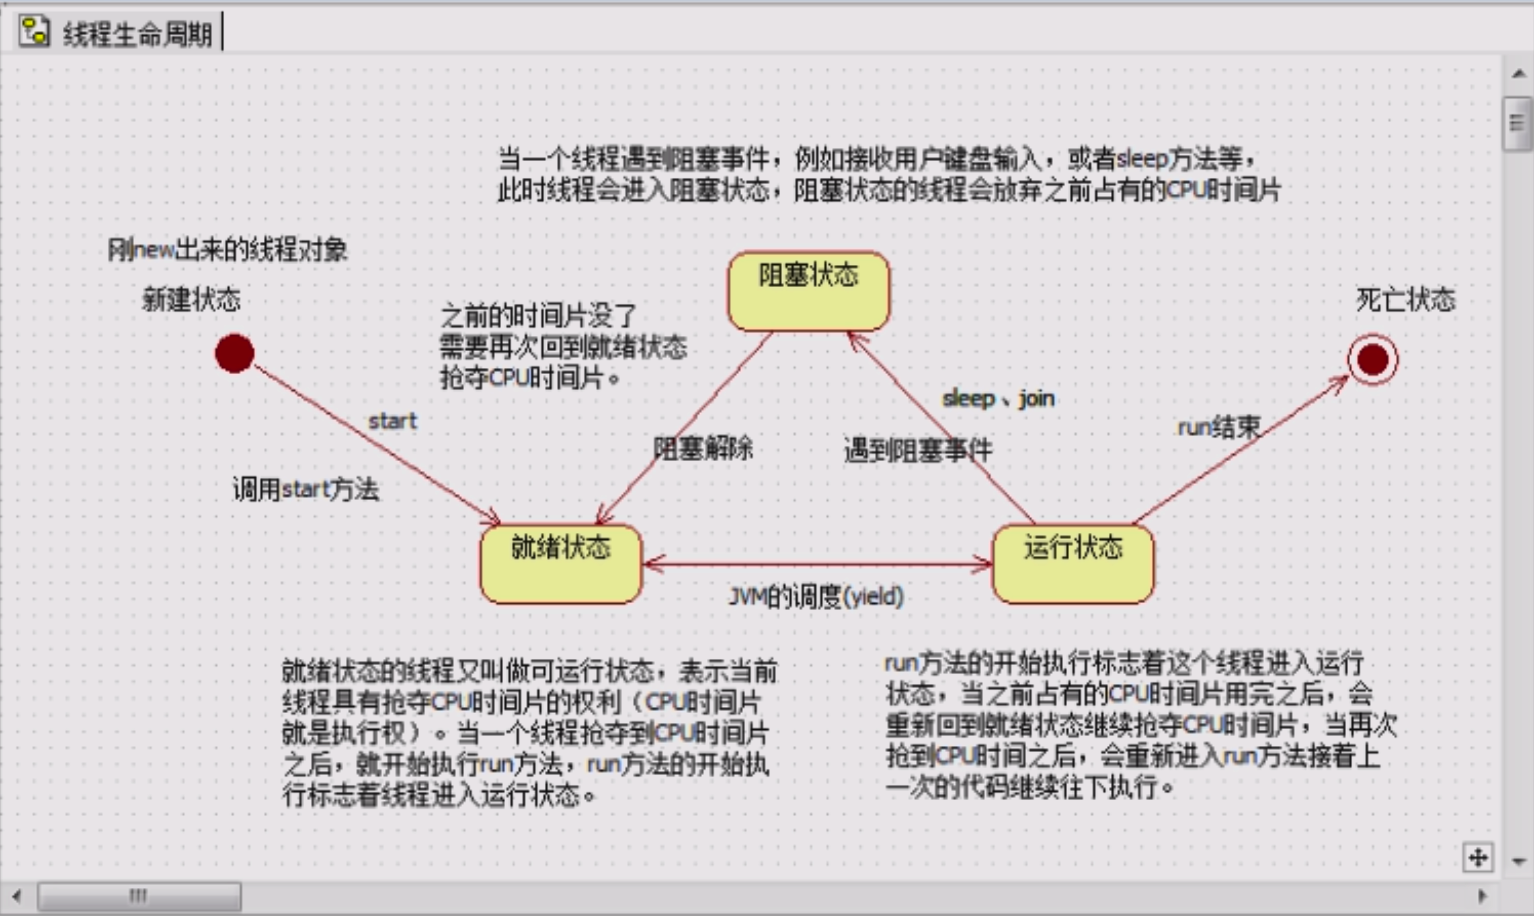 线程生命周期
当一个线程遇到阻塞事件，例如接收用户键盘输入，或者sleep方法等，
此时线程会进入阻塞状态，阻塞状态的线程会放弃之前占有的CPU时间片
刚new出来的线程对象
新建状态
阻塞状态
死亡状态
之前的时间片没了
需要再次回到就绪状态
抢夺CPU时间片。
start
sleep、join
run结束
阻塞解除
遇到阻塞事件
调用start方法
就绪状态
运行状态
JVM的调度(yield)
就绪状态的线程又叫做可运行状态，表示当前
线程具有抢夺CPU时间片的权利（CPU时间片
就是执行权）。当一个线程抢夺到CPU时间片
之后，就开始执行run方法，run方法的开始执
行标志着线程进入运行状态。
run方法的开始执行标志着这个线程进入运行
状态，当之前占有的CPU时间片用完之后，会
重新回到就绪状态继续抢夺CPU时间片，当再次
抢到CPU时间之后，会重新进入run方法接着上
一次的代码继续往下执行。